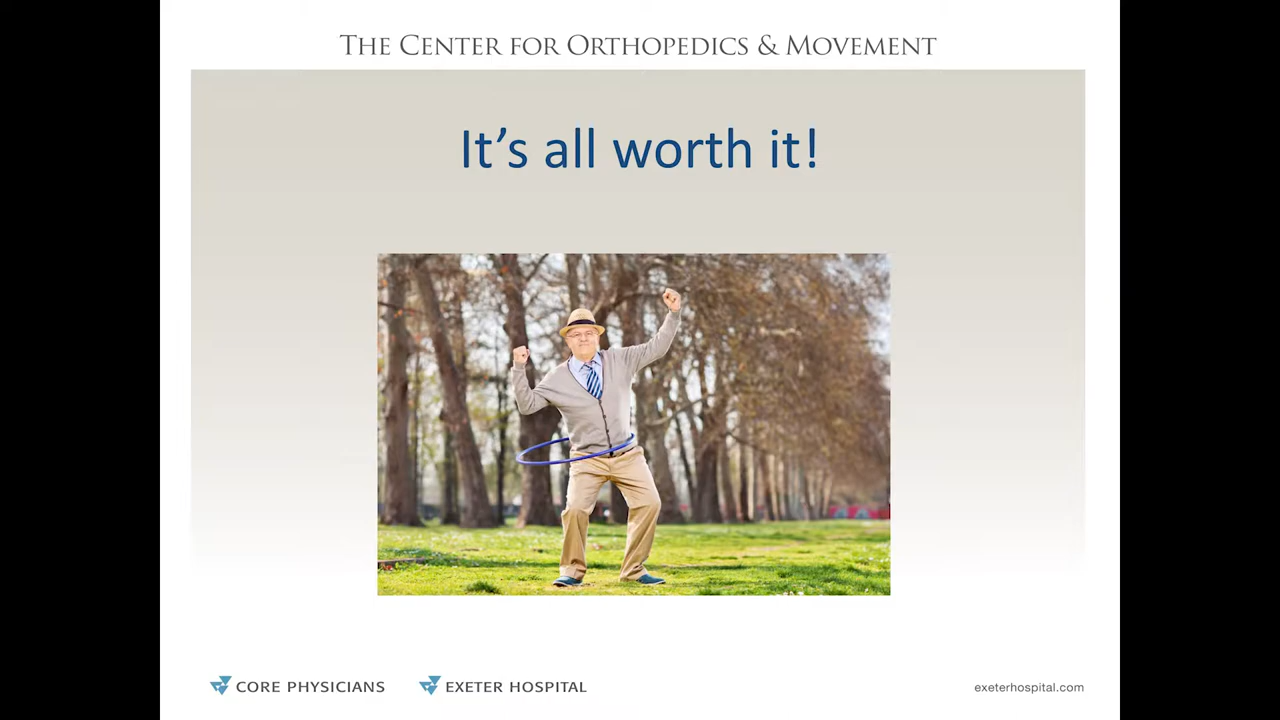 THE CENTER FOR ORTHOPEDICS & MOVEMENT
It's all worth it!
CORE PHYSICIANS
EXETER HOSPITAL
exeterhospital.com